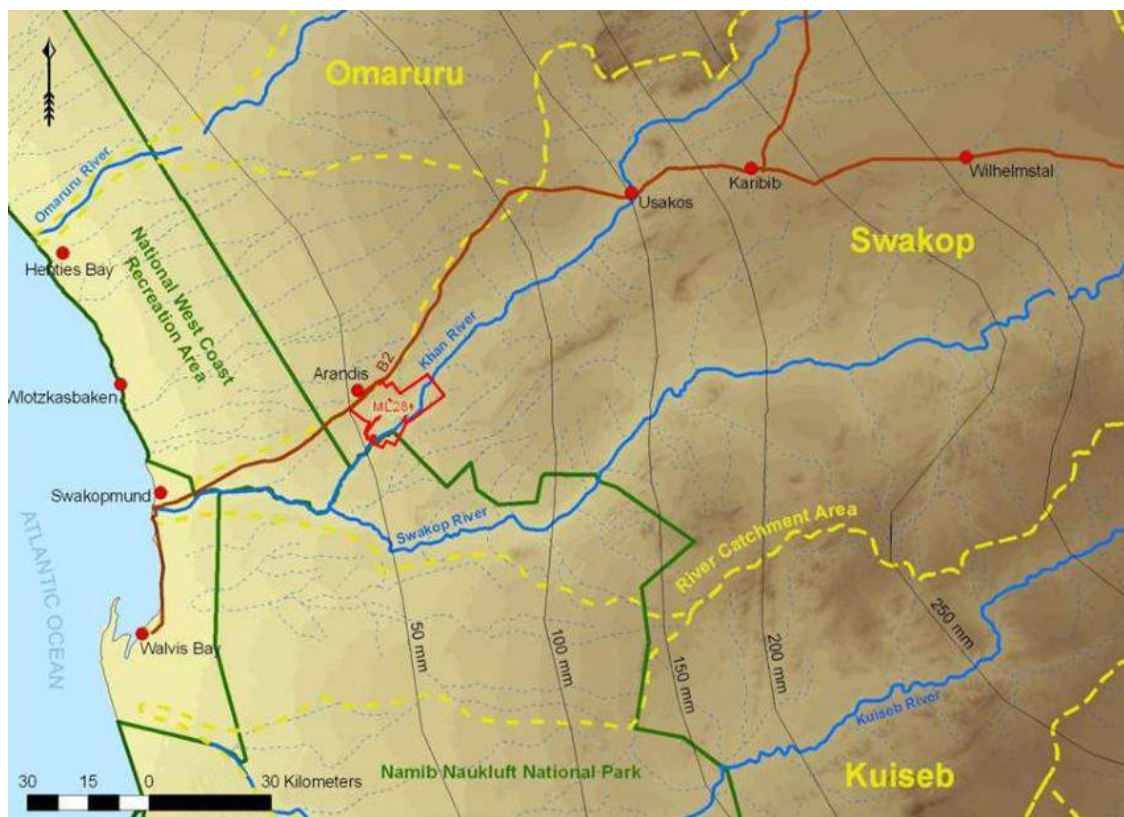 Omaruru
Omaruru River
Henties Bay
National West Coast
Recreation Area
Usakos
Karibib
Wilhelmstal
Swakop
Khan River
B2
Arandis
ML28
Wlotzkasbaken
Swakopmund
Swakop River
River Catchment Area
ATLANTIC OCEAN
Walvis Bay
50 mm
100 mm
150 mm
200 mm
250 mm
Kuiseb River
Kuiseb
Namib Naukluft National Park
30 15 0 30 Kilometers